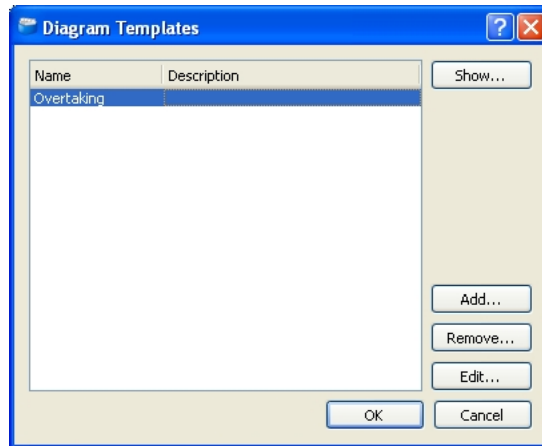 Diagram Templates
Name Description Show...
Overtaking
Add...
Remove...
Edit...
OK Cancel